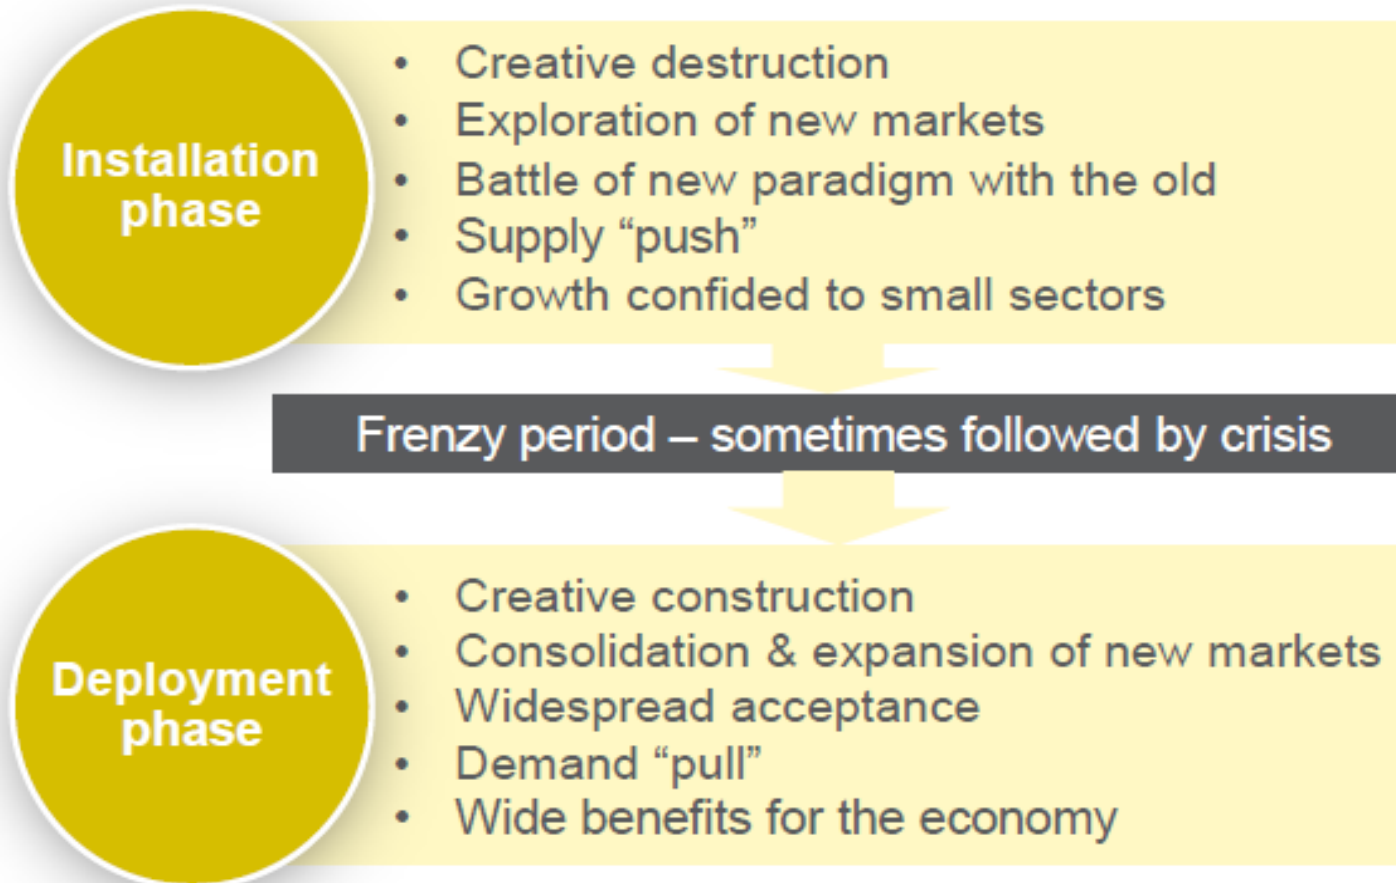 Installation
phase
• Creative destruction
• Exploration of new markets
• Battle of new paradigm with the old
• Supply “push”
• Growth confided to small sectors
Frenzy period – sometimes followed by crisis
Deployment
phase
• Creative construction
• Consolidation & expansion of new markets
• Widespread acceptance
• Demand “pull”
• Wide benefits for the economy